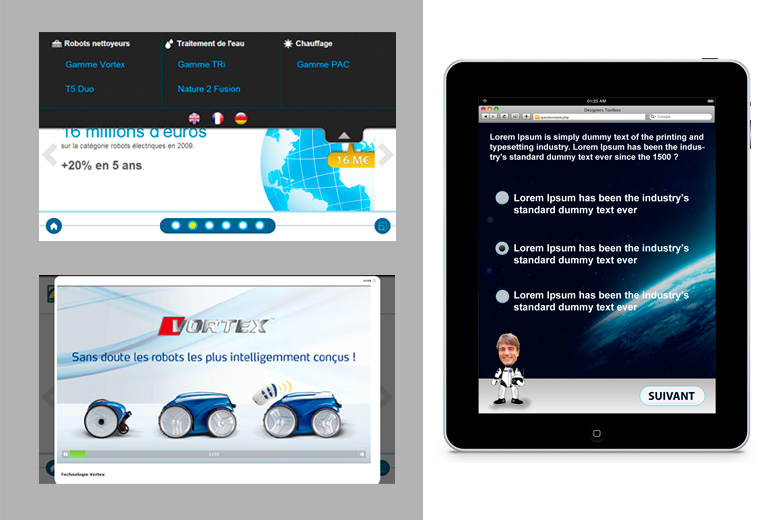 Robots nettoyeurs
Gamme Vortex
T5 Duo
Traitement de l'eau
Gamme TRi
Nature 2 Fusion
Chauffage
Gamme PAC
16 millions d'euros
sur la catégorie robots électriques en 2009.
+20% en 5 ans
16 M€
VORTEX
Sans doute les robots les plus intelligemment conçus !
Technologie Vortex
01:25 AM
Designers Toolbox
questionnaire.php
Google
Lorem Ipsum is simply dummy text of the printing and
typesetting industry. Lorem Ipsum has been the indus-
try's standard dummy text ever since the 1500 ?
Lorem Ipsum has been the industry's
standard dummy text ever
Lorem Ipsum has been the industry's
standard dummy text ever
Lorem Ipsum has been the industry's
standard dummy text ever
SUIVANT